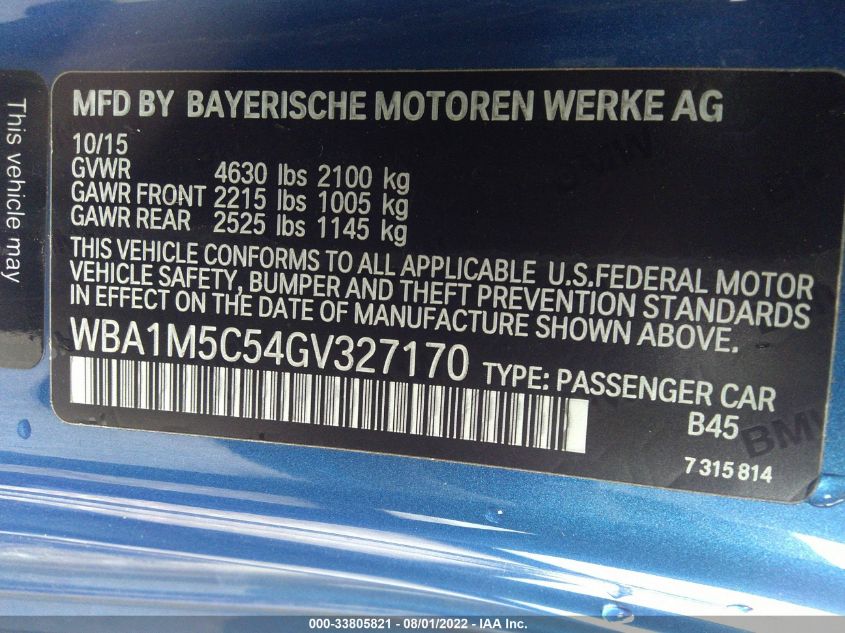 This vehicle may
MFD BY BAYERISCHE MOTOREN WERKE AG
10/15
GVWR 4630 lbs 2100 kg
GAWR FRONT 2215 lbs 1005 kg
GAWR REAR 2525 lbs 1145 kg
THIS VEHICLE CONFORMS TO ALL APPLICABLE U.S.FEDERAL MOTOR
VEHICLE SAFETY, BUMPER AND THEFT PREVENTION STANDARDS
IN EFFECT ON THE DATE OF MANUFACTURE SHOWN ABOVE.
WBA1M5C54GV327170 TYPE: PASSENGER CAR
B45
BMW
7 315 814
000-33805821 - 08/01/2022 - IAA Inc.